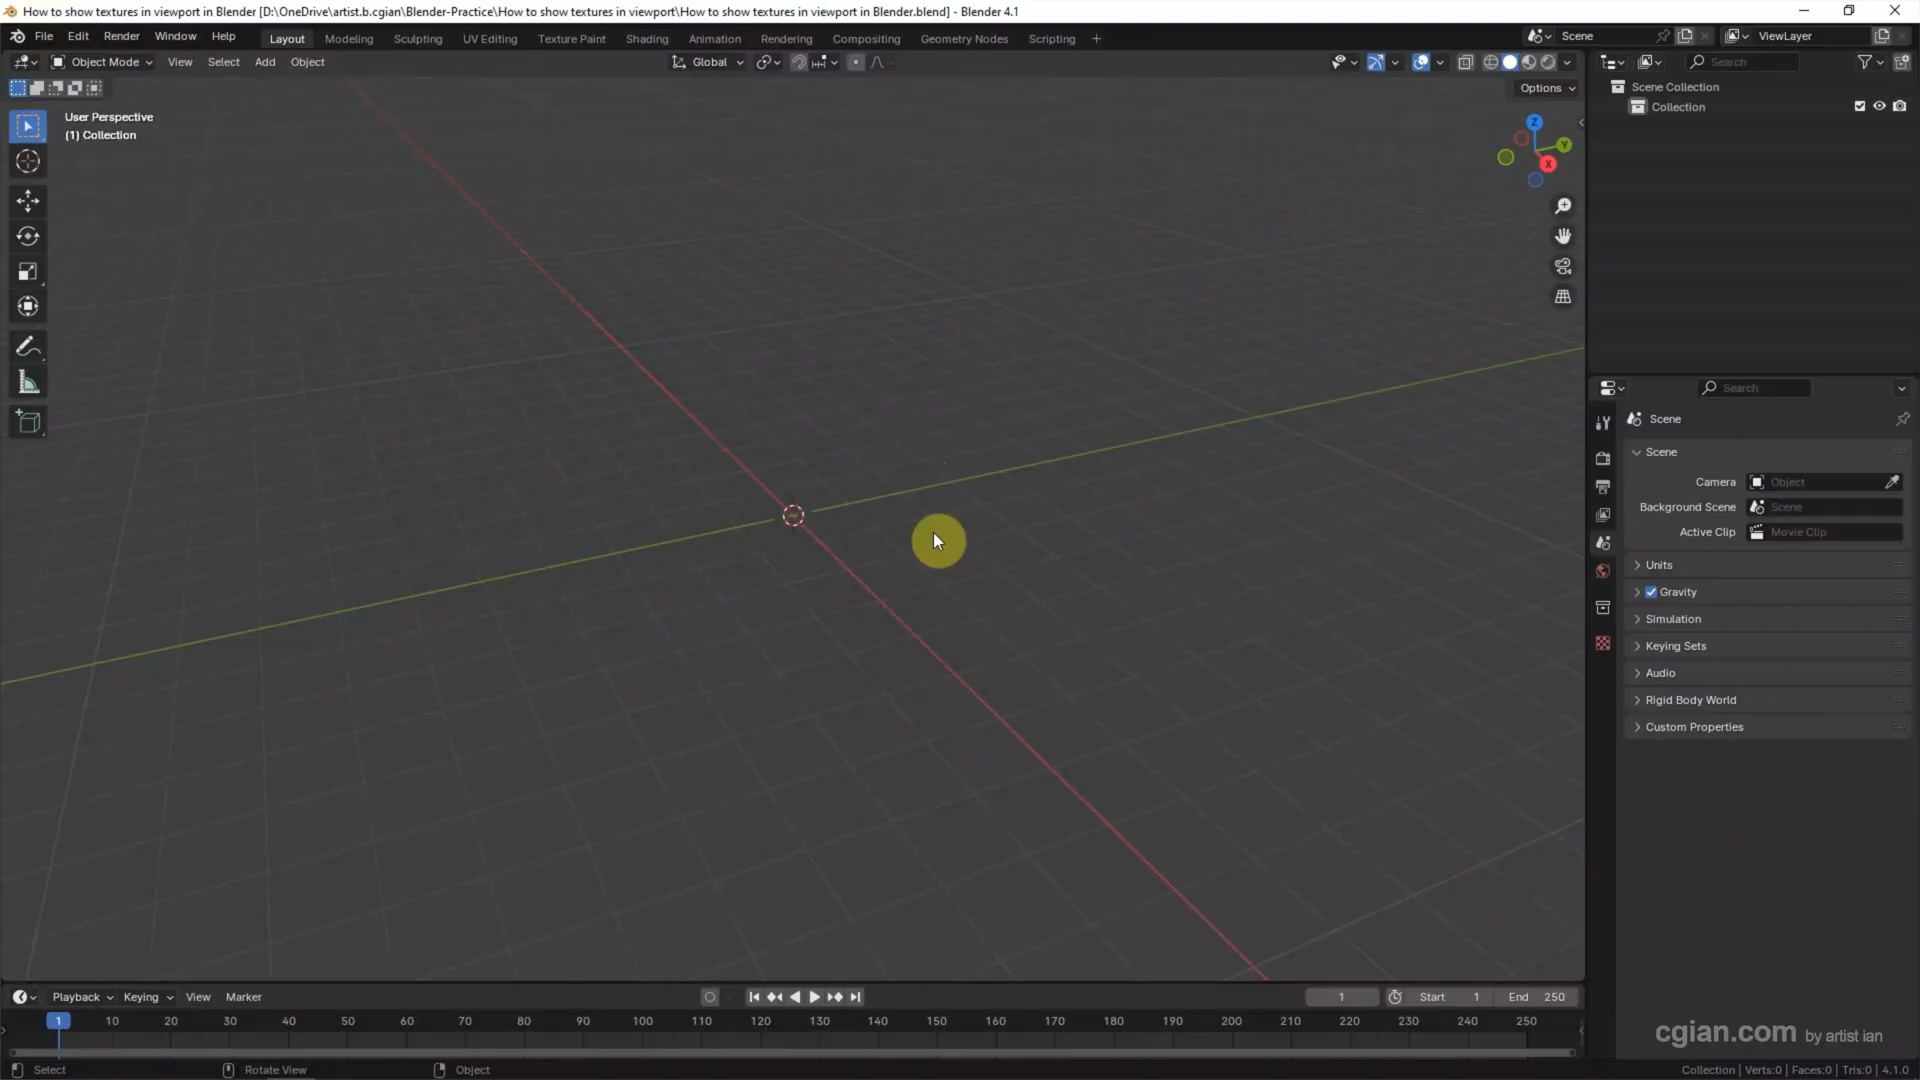 How to show textures in viewport in Blender [D:\OneDrive\artist.b.cgian\Blender-Practice\How to show textures in viewport\How to show textures in viewport in Blender.blend] - Blender 4.1
File Edit Render Window Help Layout Modeling Sculpting UV Editing Texture Paint Shading Animation Rendering Compositing Geometry Nodes Scripting + Scene ViewLayer
Object Mode View Select Add Object Global Search
Options
User Perspective
(1) Collection
Z
Y
X
Scene Collection
Collection
Search
Scene
Scene
Camera Object
Background Scene Scene
Active Clip Movie Clip
Units
Gravity
Simulation
Keying Sets
Audio
Rigid Body World
Custom Properties
Playback Keying View Marker 1 Start 1 End 250
1 10 20 30 40 50 60 70 80 90 100 110 120 130 140 150 160 170 180 190 200 210 220 230 240 250
cgian.com by artist ian
Select Rotate View Object Collection | Verts:0 | Faces:0 | Tris:0 | 4.1.0